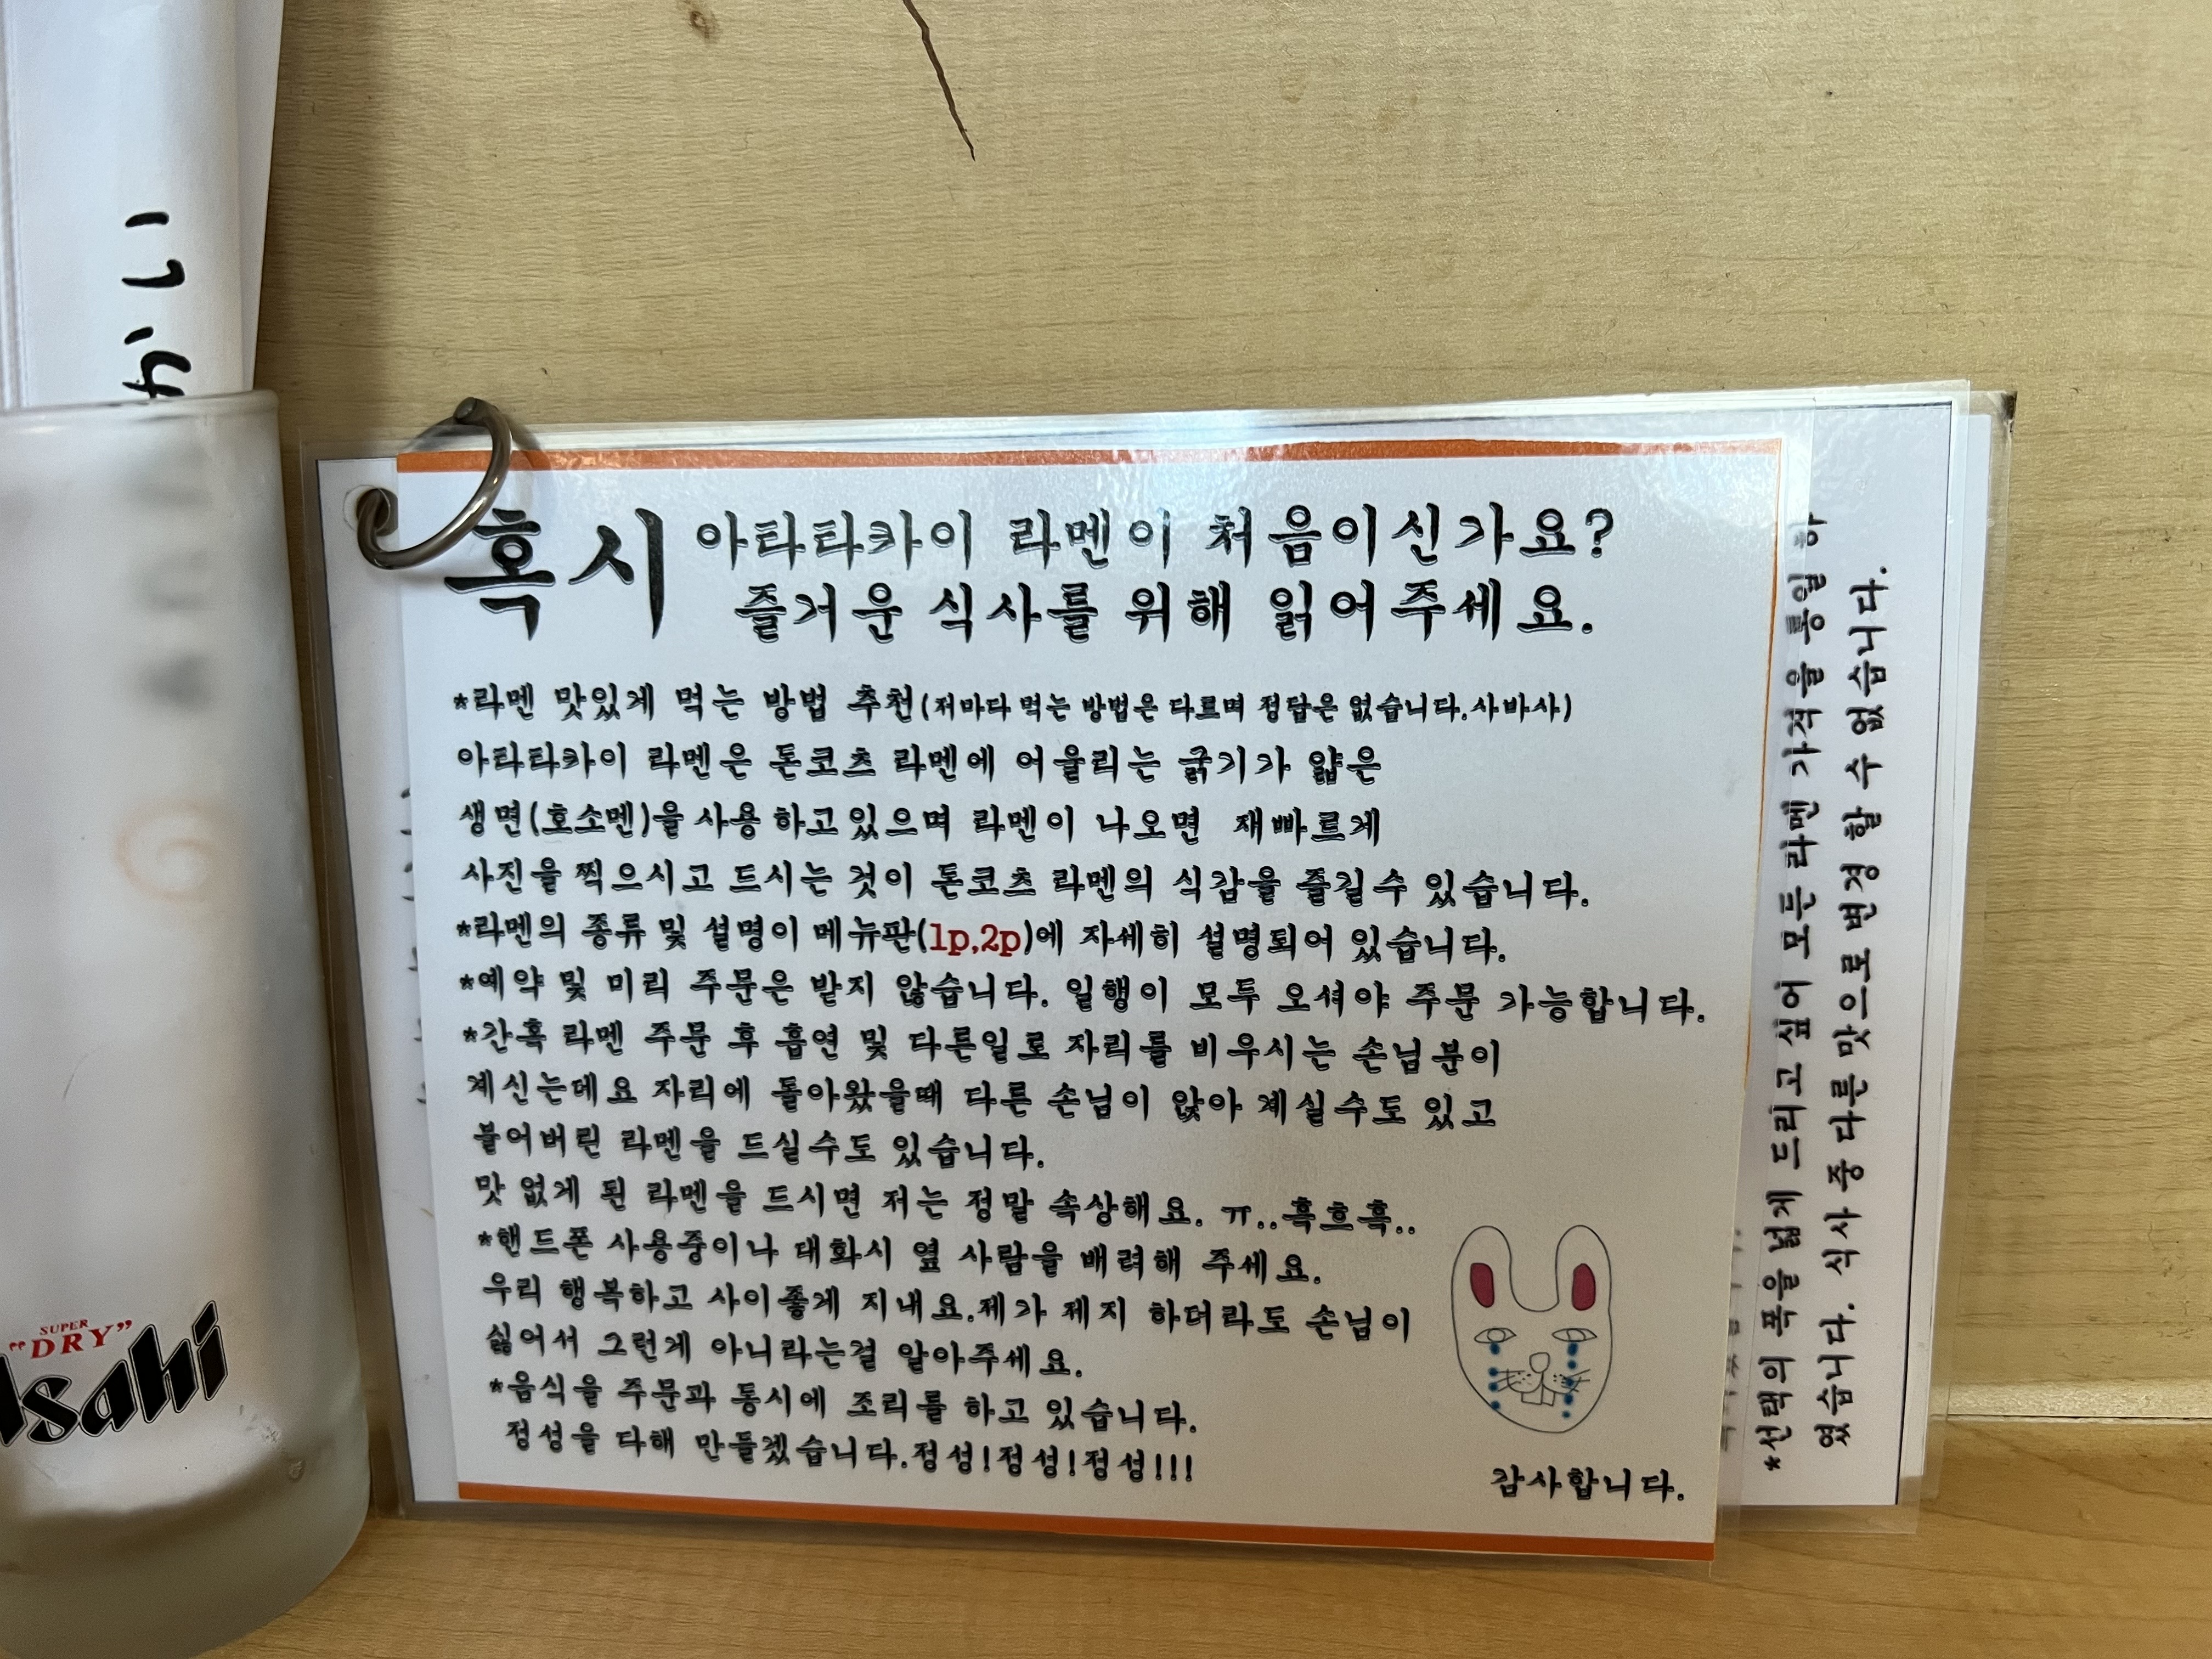 혹시 아타타카이 라멘이 처음이신가요?
즐거운 식사를 위해 읽어주세요.
*라멘 맛있게 먹는 방법 추천(저마다 먹는 방법은 다르며 정답은 없습니다.사바사)
아타타카이 라멘은 돈코츠 라멘에 어울리는 굵기가 얇은
생면(호소멘)을 사용 하고있으며 라멘이 나오면 재빠르게
사진을 찍으시고 드시는 것이 돈코츠 라멘의 식감을 즐길수 있습니다.
*라멘의 종류 및 설명이 메뉴판(1p,2p)에 자세히 설명되어 있습니다.
*예약 및 미리 주문은 받지 않습니다. 일행이 모두 오셔야 주문 가능합니다.
*간혹 라멘 주문 후 흡연 및 다른일로 자리를 비우시는 손님분이
계신는데요 자리에 돌아왔을때 다른 손님이 앉아 계실수도 있고
불어버린 라멘을 드실수도 있습니다.
맛 없게 된 라멘을 드시면 저는 정말 속상해요. ㅠ..흑흐흑..
*핸드폰 사용중이나 대화시 옆 사람을 배려해 주세요.
우리 행복하고 사이좋게 지내요.제가 제지 하더라도 손님이
싫어서 그런게 아니라는걸 알아주세요.
*음식을 주문과 동시에 조리를 하고 있습니다.
정성을 다해 만들겠습니다.정성!정성!정성!!!
감사합니다.
*선택의 폭을 넓게 드리고 싶어 모든 라멘 가격을 통일 하
였습니다. 식사 중 다른 맛으로 변경 할 수 없습니다.
SUPER
"DRY"
Asahi